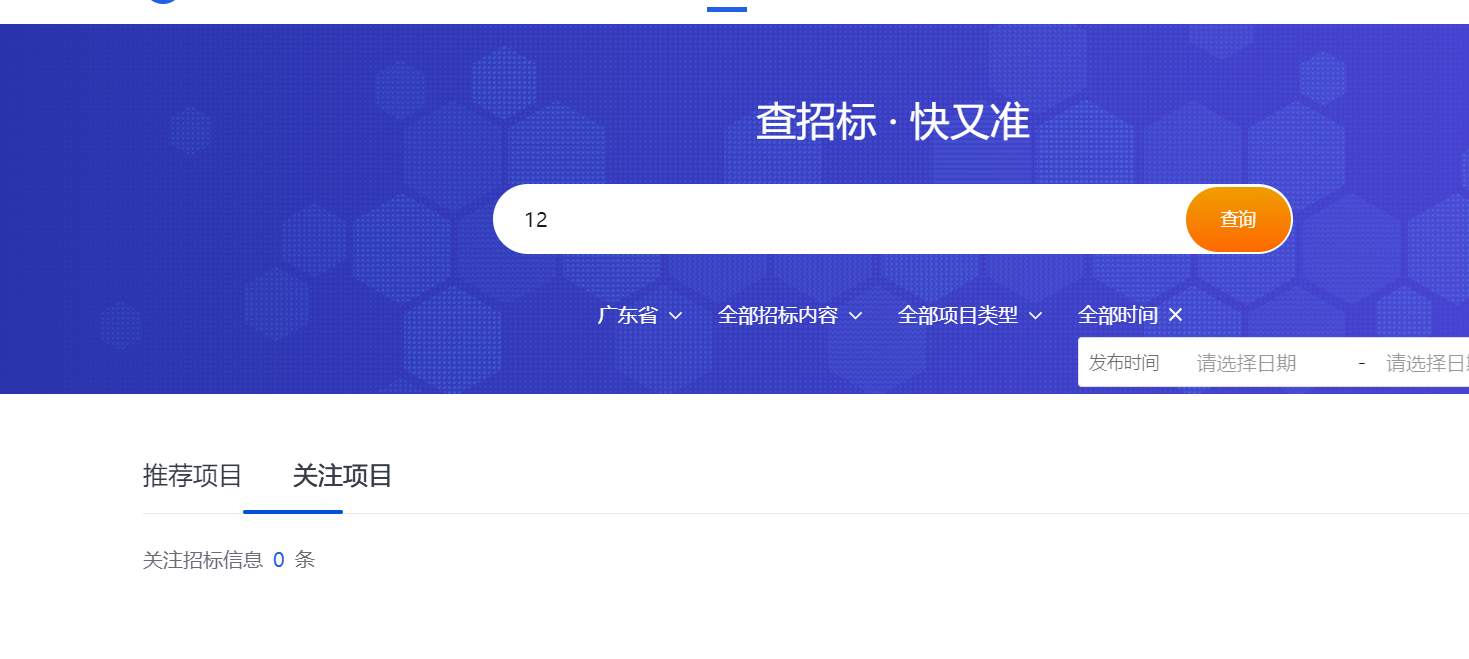 查招标 · 快又准
12
查询
广东省 全部招标内容 全部项目类型 全部时间
发布时间 请选择日期 - 请选择日
推荐项目 关注项目
关注招标信息 0 条